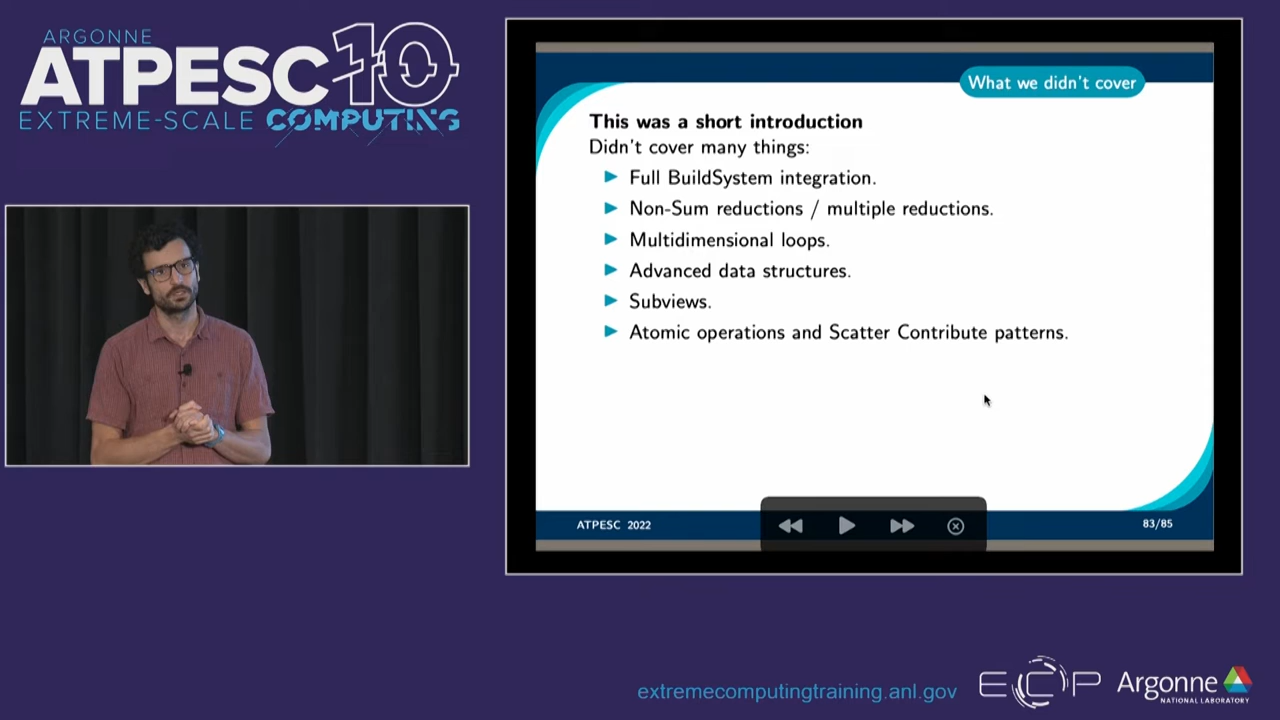 ARGONNE
ATPESC10
EXTREME-SCALE COMPUTING
What we didn't cover
This was a short introduction
Didn't cover many things:
Full BuildSystem integration.
Non-Sum reductions / multiple reductions.
Multidimensional loops.
Advanced data structures.
Subviews.
Atomic operations and Scatter Contribute patterns.
ATPESC 2022
83/85
extremecomputingtraining.anl.gov
ECP
Argonne
NATIONAL LABORATORY